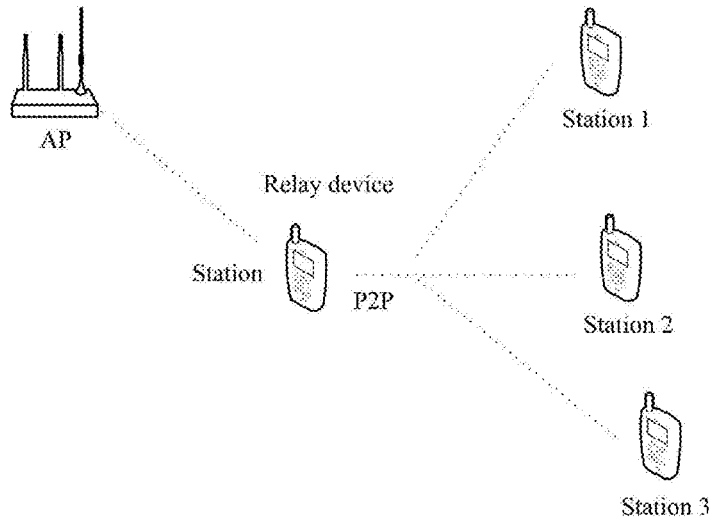 Station 1
AP
Relay device
Station
P2P
Station 2
Station 3